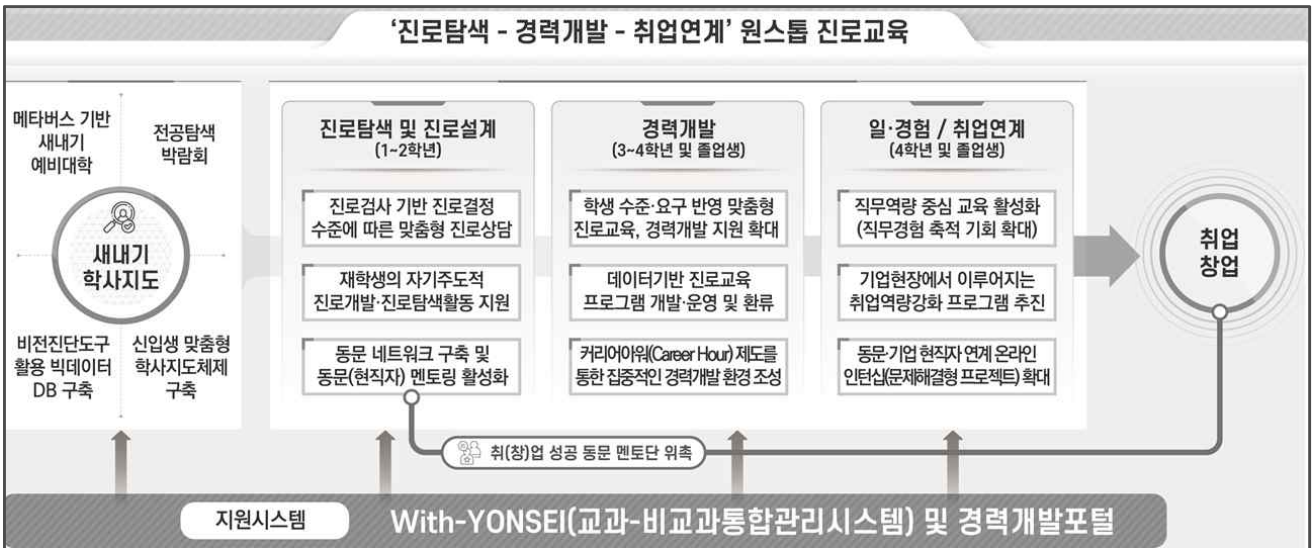 ‘진로탐색 - 경력개발 - 취업연계’ 원스톱 진로교육
메타버스 기반
새내기
예비대학
전공탐색
박람회
새내기
학사지도
비전진단도구
활용 빅데이터
DB 구축
신입생 맞춤형
학사지도체제
구축
진로탐색 및 진로설계
(1~2학년)
진로검사 기반 진로결정
수준에 따른 맞춤형 진로상담
재학생의 자기주도적
진로개발·진로탐색활동 지원
동문 네트워크 구축 및
동문(현직자) 멘토링 활성화
경력개발
(3~4학년 및 졸업생)
학생 수준·요구 반영 맞춤형
진로교육, 경력개발 지원 확대
데이터기반 진로교육
프로그램 개발·운영 및 환류
커리어아워(Career Hour) 제도를
통한 집중적인 경력개발 환경 조성
일·경험 / 취업연계
(4학년 및 졸업생)
직무역량 중심 교육 활성화
(직무경험 축적 기회 확대)
기업현장에서 이루어지는
취업역량강화 프로그램 추진
동문·기업 현직자 연계 온라인
인턴십(문제해결형 프로젝트) 확대
취업
창업
취(창)업 성공 동문 멘토단 위촉
지원시스템
With-YONSEI(교과-비교과통합관리시스템) 및 경력개발포털